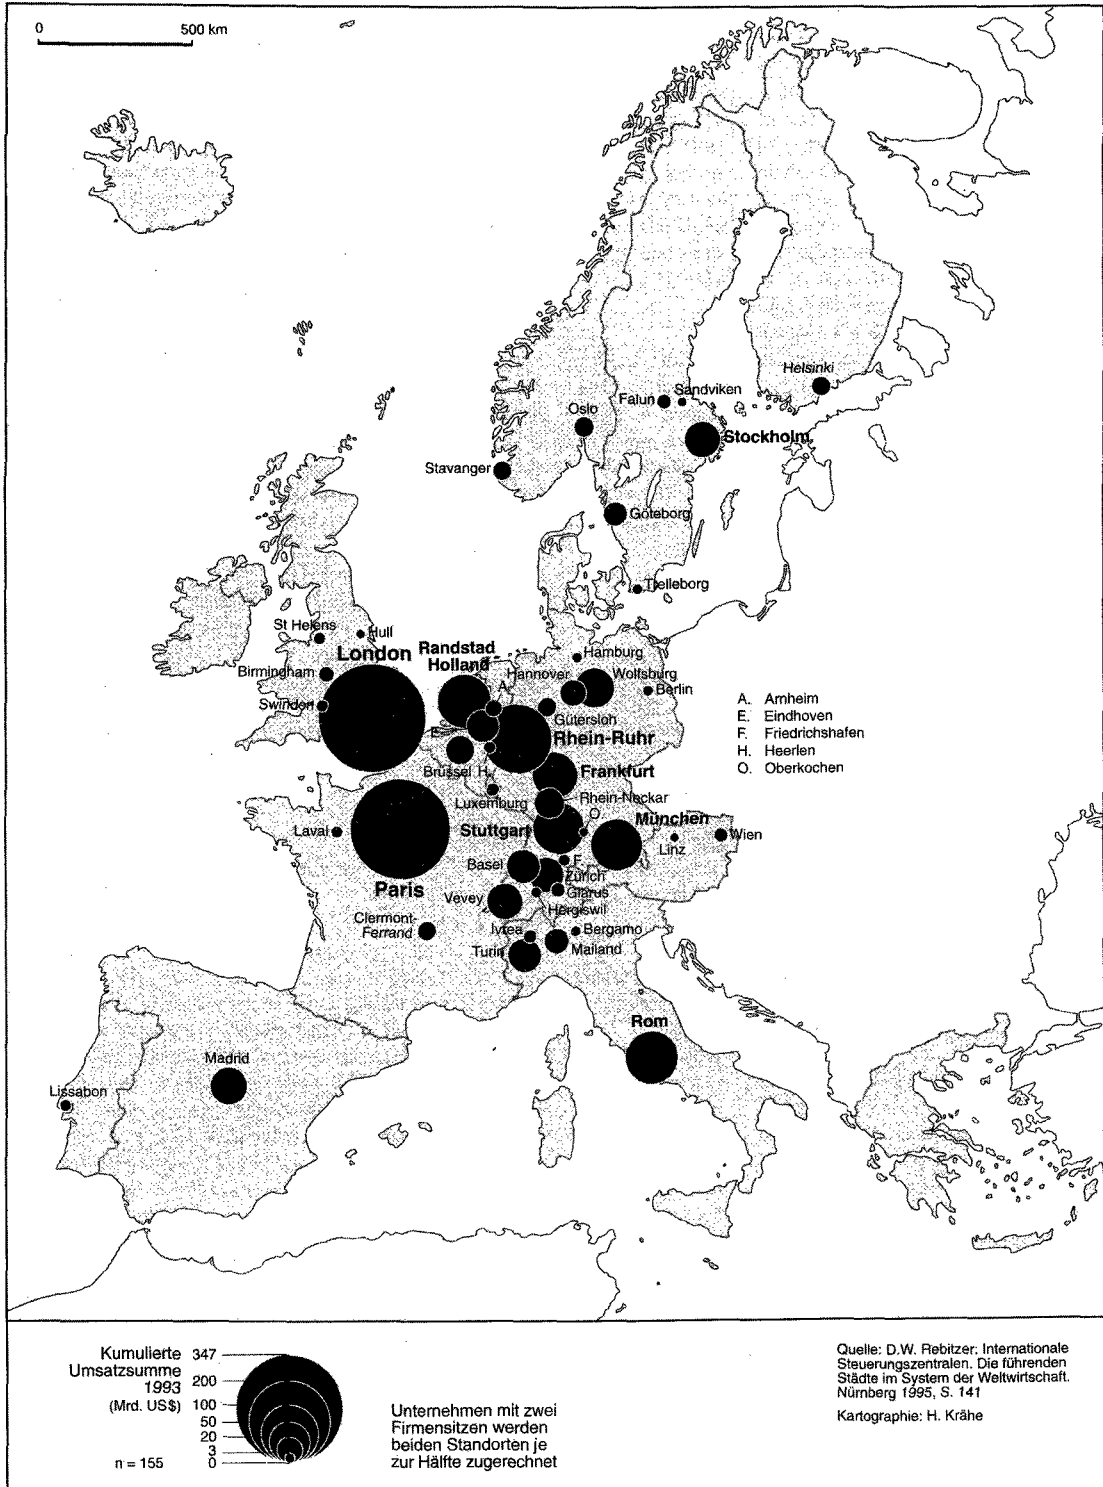 0 500 km
Helsinki
Sandviken
Falun
Oslo
Stockholm
Stavanger
Göteborg
Trelleborg
St Helens
Hull
Hamburg
London
Randstad
Holland
Hannover
Wolfsburg
Birmingham
Berlin
A.
Swindon
Gütersloh
E.
Rhein-Ruhr
Brüssel
H.
Frankfurt
Luxemburg
Rhein-Neckar
O
Laval
Stuttgart
München
Wien
Linz
Basel
F.
Zürich
Paris
Vevey
Glarus
Hergiswil
Clermont-
Ferrand
Ivrea
Bergamo
Turin
Mailand
Rom
Madrid
Lissabon
A. Arnheim
E. Eindhoven
F. Friedrichshafen
H. Heerlen
O. Oberkochen
Kumulierte
Umsatzsumme
1993
(Mrd. US$)
n = 155
347
200
100
50
20
3
0
Unternehmen mit zwei
Firmensitzen werden
beiden Standorten je
zur Hälfte zugerechnet
Quelle: D.W. Rebitzer: Internationale
Steuerungszentralen. Die führenden
Städte im System der Weltwirtschaft.
Nürnberg 1995, S. 141
Kartographie: H. Krähe